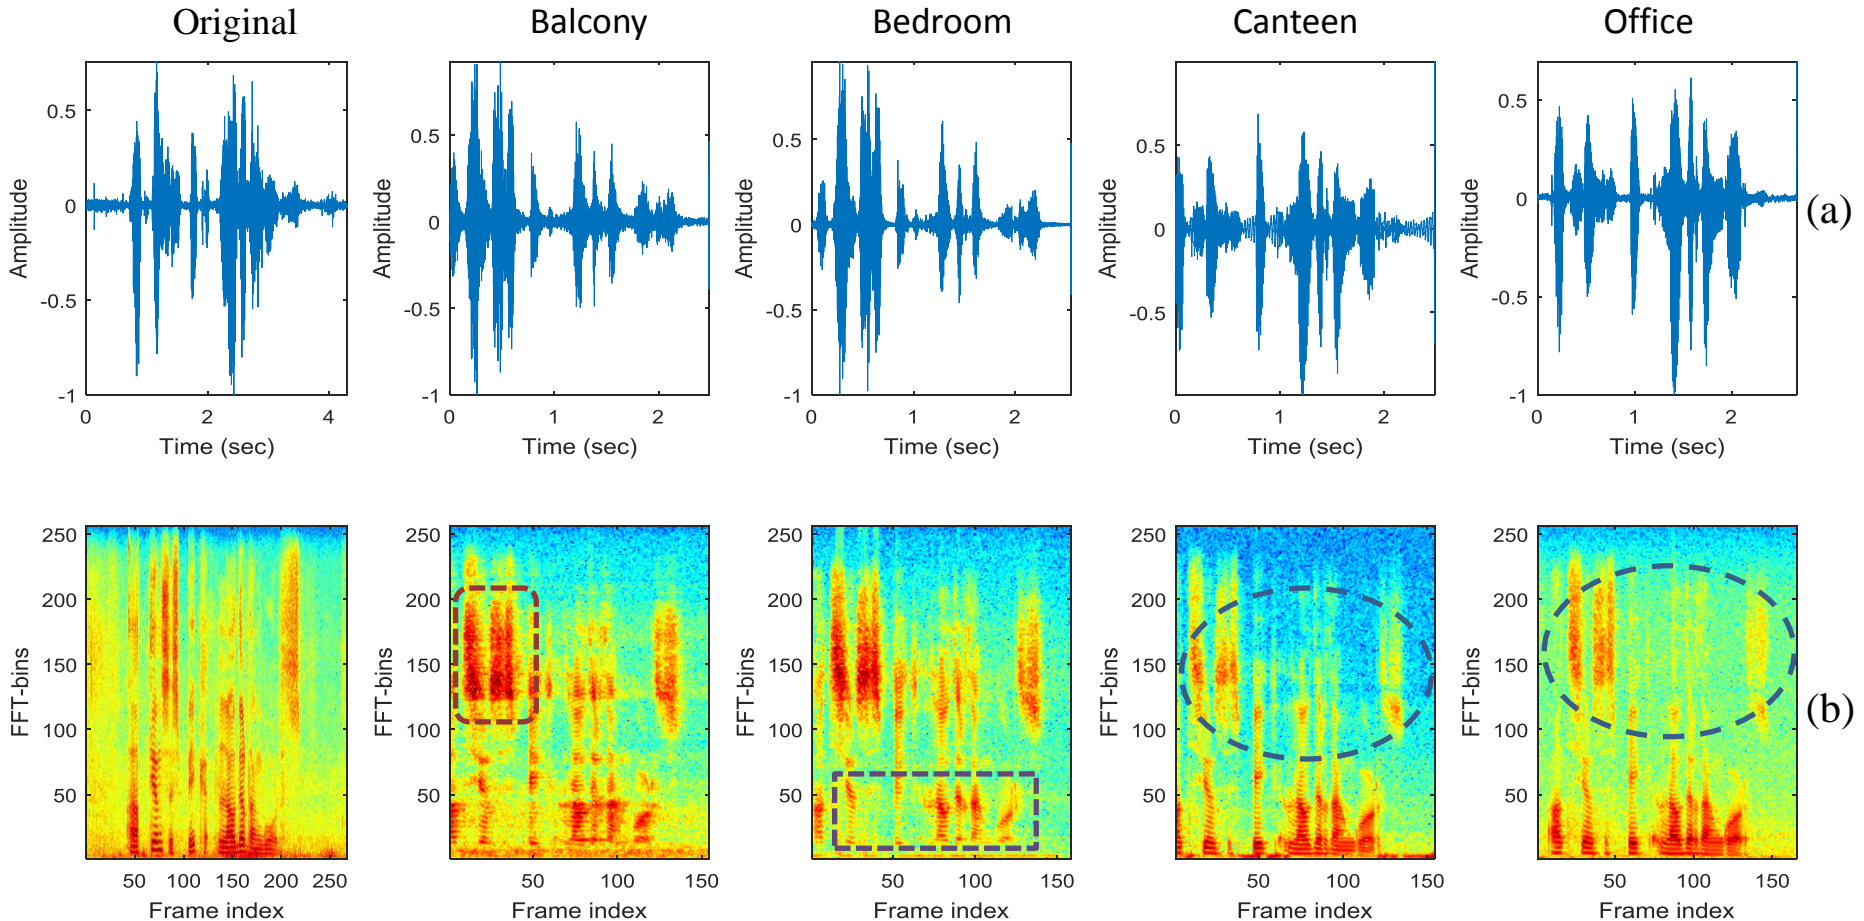 Original Balcony Bedroom Canteen Office
0.5 0 -0.5 -1
0 2 4
Amplitude
Time (sec)
0.5 0 -0.5 -1
0 1 2
Amplitude
Time (sec)
0.5 0 -0.5 -1
0 1 2
Amplitude
Time (sec)
0.5 0 -0.5
0 2
Amplitude
Time (sec)
0.5 0 -0.5 -1
0 1 2
Amplitude
Time (sec)
(a)
250 200 150 100 50
50 100 150 200 250
FFT-bins
Frame index
250 200 150 100 50
50 100 150
FFT-bins
Frame index
250 200 150 100 50
50 100 150
FFT-bins
Frame index
250 200 150 100 50
50 100 150
FFT-bins
Frame index
250 200 150 100 50
50 100 150
FFT-bins
Frame index
(b)